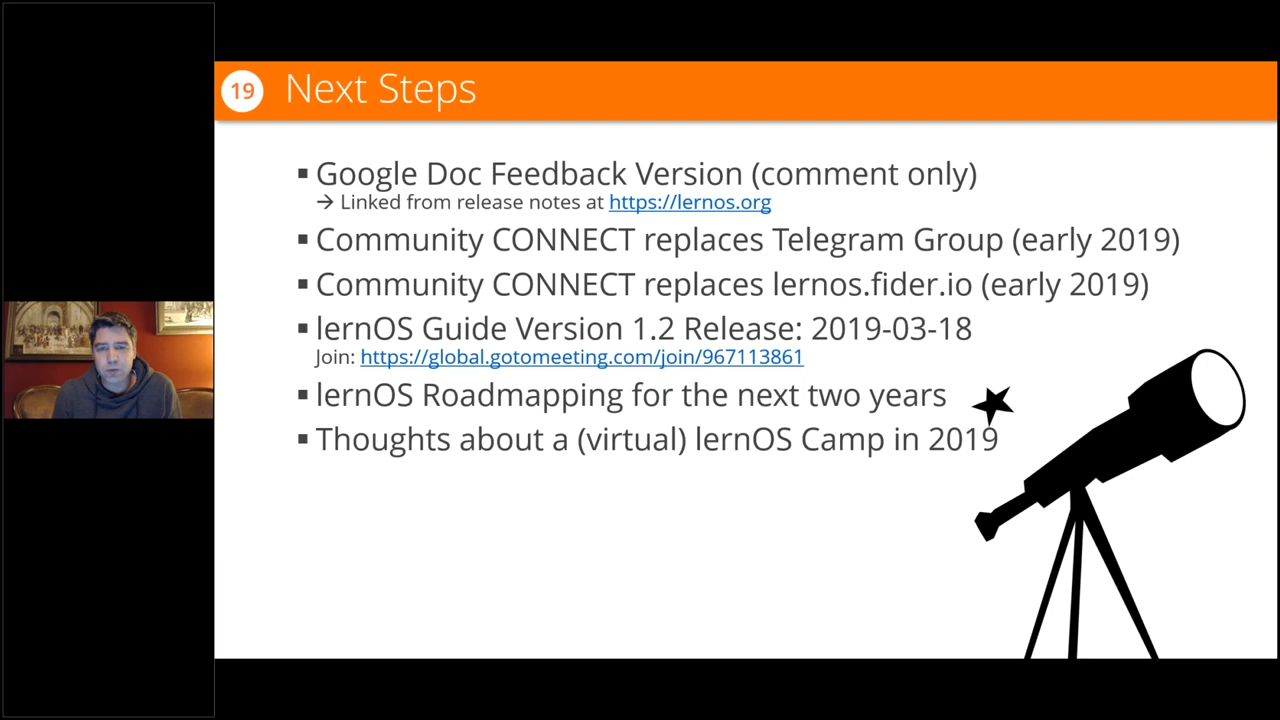 19 Next Steps
▪ Google Doc Feedback Version (comment only)
→ Linked from release notes at https://lernos.org
▪ Community CONNECT replaces Telegram Group (early 2019)
▪ Community CONNECT replaces lernos.fider.io (early 2019)
▪ lernOS Guide Version 1.2 Release: 2019-03-18
Join: https://global.gotomeeting.com/join/967113861
▪ lernOS Roadmapping for the next two years
▪ Thoughts about a (virtual) lernOS Camp in 2019